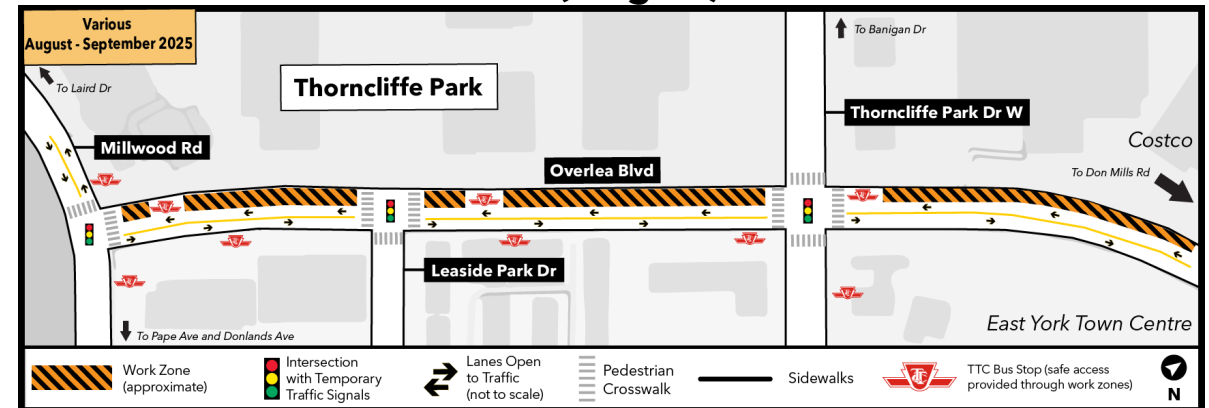 Various
August - September 2025
To Laird Dr
Thorncliffe Park
To Banigan Dr
Thorncliffe Park Dr W
Costco
To Don Mills Rd
Millwood Rd
Overlea Blvd
Leaside Park Dr
East York Town Centre
To Pape Ave and Donlands Ave
Work Zone
(approximate)
Intersection
with Temporary
Traffic Signals
Lanes Open
to Traffic
(not to scale)
Pedestrian
Crosswalk
Sidewalks
TTC Bus Stop (safe access
provided through work zones)
N